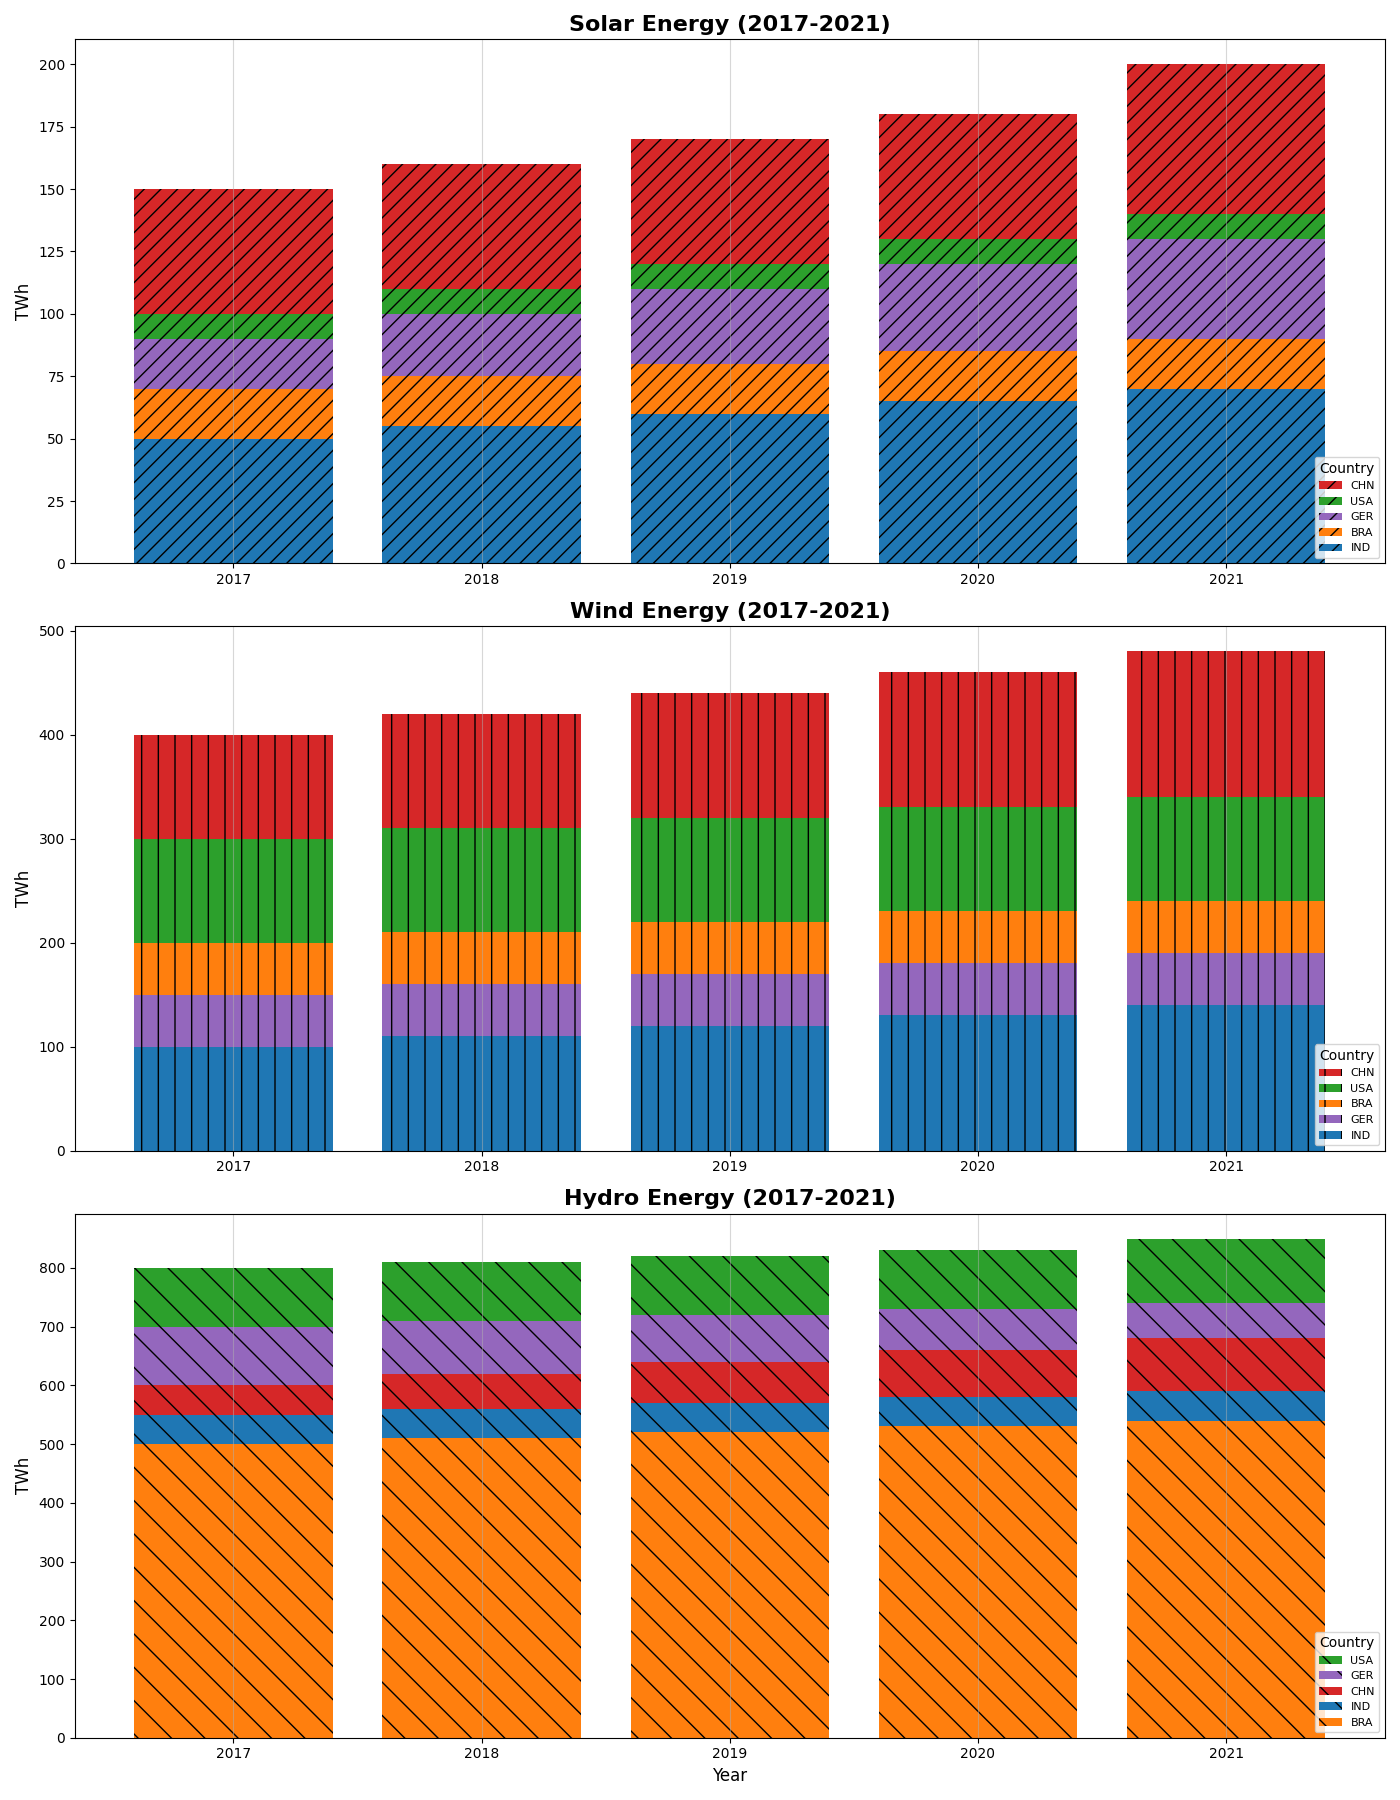 Solar Energy (2017-2021)
200
175
150
125
100
75
50
25
0
TWh
Country
CHN
USA
GER
BRA
IND
2017 2018 2019 2020 2021
Wind Energy (2017-2021)
500
400
300
200
100
0
TWh
Country
CHN
USA
BRA
GER
IND
2017 2018 2019 2020 2021
Hydro Energy (2017-2021)
800
700
600
500
400
300
200
100
0
TWh
Country
USA
GER
CHN
IND
BRA
2017 2018 2019 2020 2021
Year